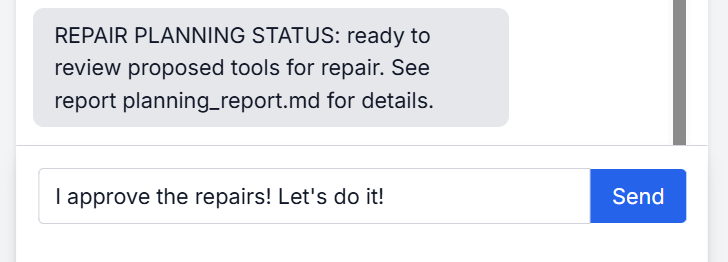 REPAIR PLANNING STATUS: ready to
review proposed tools for repair. See
report planning_report.md for details.
I approve the repairs! Let's do it!
Send